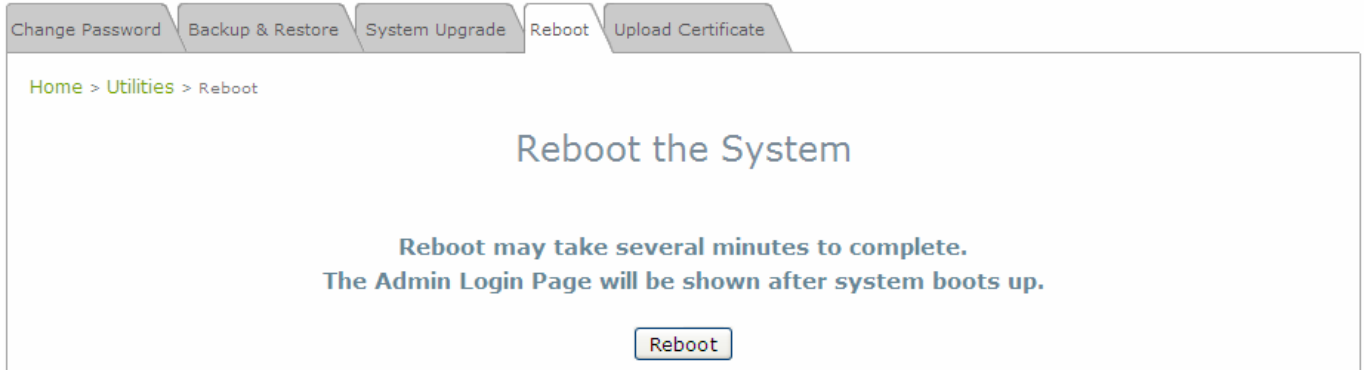 Change Password Backup & Restore System Upgrade Reboot Upload Certificate
Home > Utilities > Reboot
Reboot the System
Reboot may take several minutes to complete.
The Admin Login Page will be shown after system boots up.
Reboot